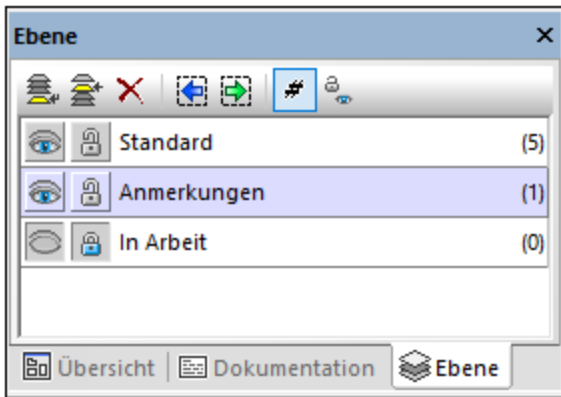 Ebene
#
Standard (5)
Anmerkungen (1)
In Arbeit (0)
Übersicht Dokumentation Ebene